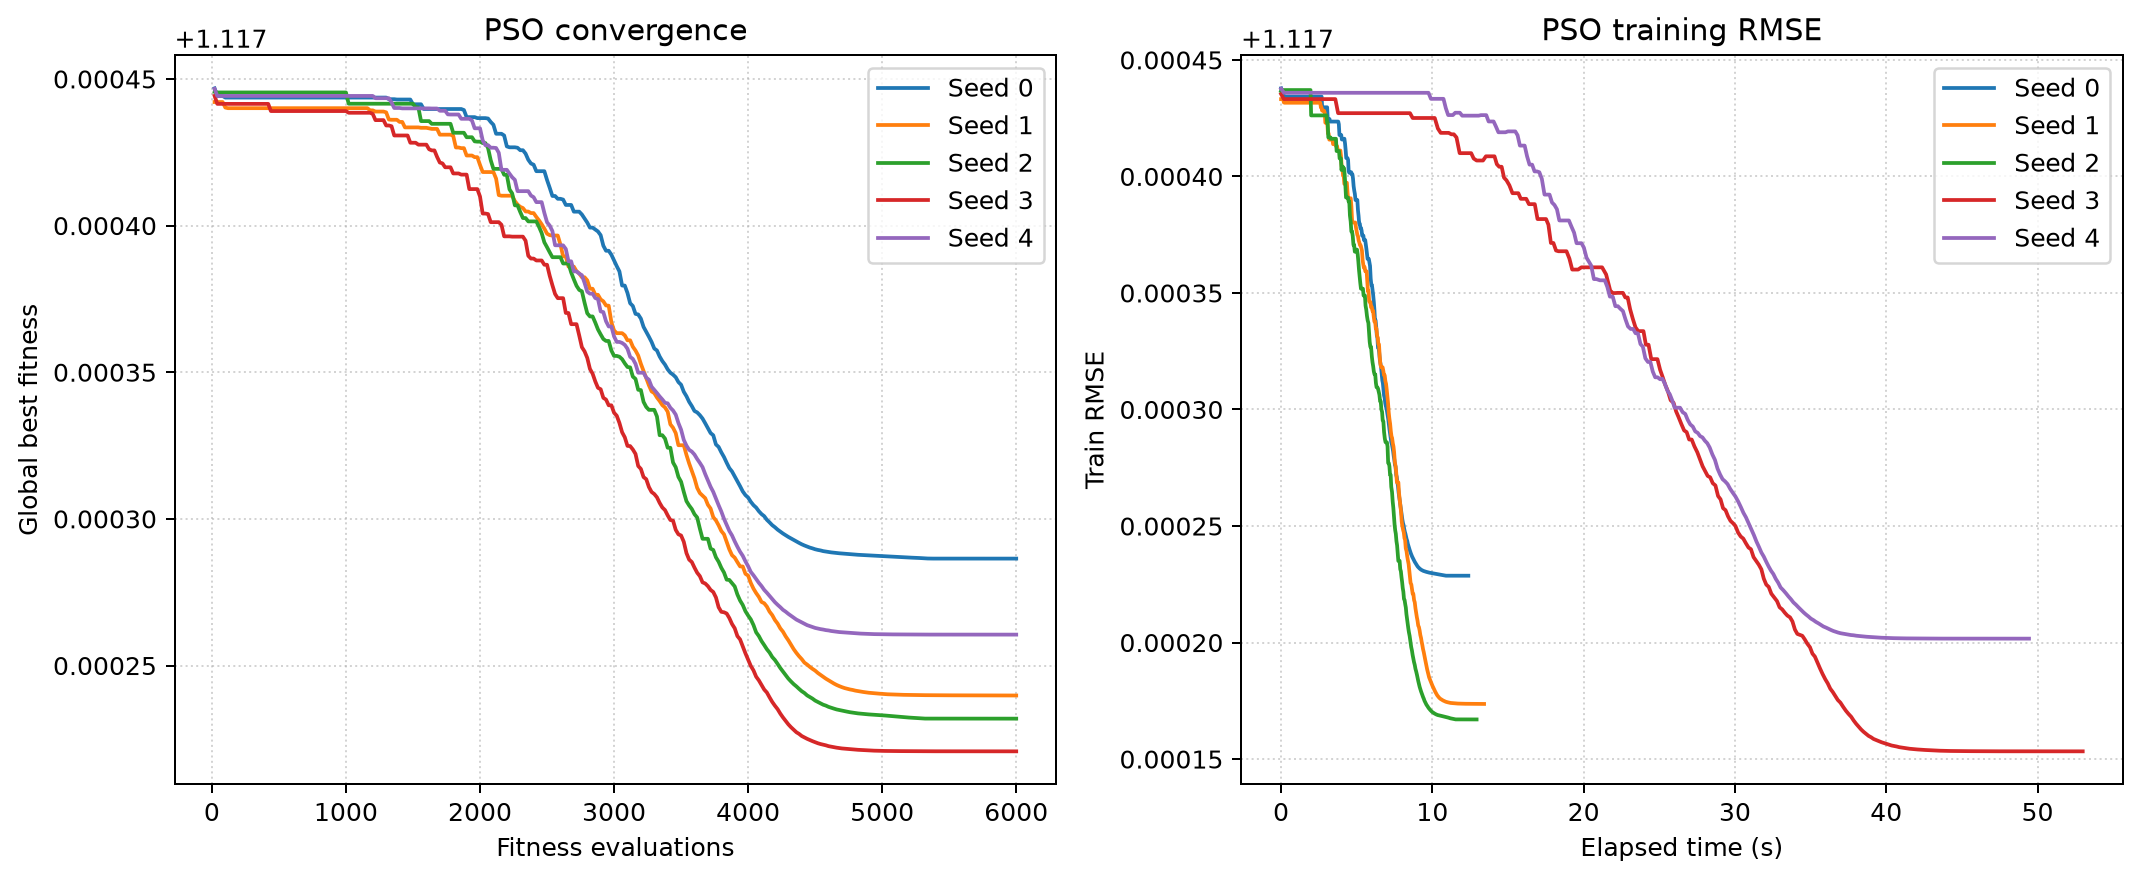 PSO convergence
+1.117
0.00045
0.00040
0.00035
0.00030
0.00025
Global best fitness
0
1000
2000
3000
4000
5000
6000
Fitness evaluations
Seed 0
Seed 1
Seed 2
Seed 3
Seed 4
PSO training RMSE
+1.117
0.00045
0.00040
0.00035
0.00030
0.00025
0.00020
0.00015
Train RMSE
0
10
20
30
40
50
Elapsed time (s)
Seed 0
Seed 1
Seed 2
Seed 3
Seed 4